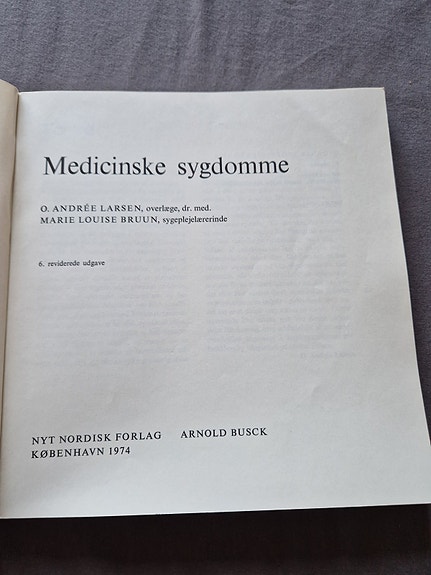 Medicinske sygdomme
O. ANDRÉE LARSEN, overlæge, dr. med.
MARIE LOUISE BRUUN, sygeplejelærerinde
6. reviderede udgave
NYT NORDISK FORLAG ARNOLD BUSCK
KØBENHAVN 1974